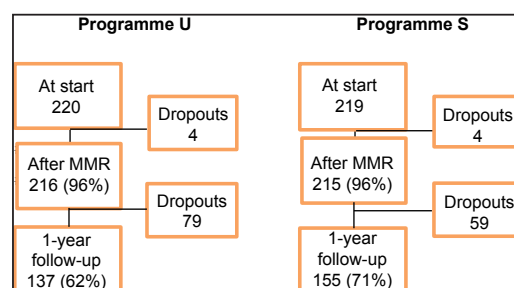 Programme U
At start
220
Dropouts
4
After MMR
216 (96%)
Dropouts
79
1-year
follow-up
137 (62%)
Programme S
At start
219
Dropouts
4
After MMR
215 (96%)
Dropouts
59
1-year
follow-up
155 (71%)